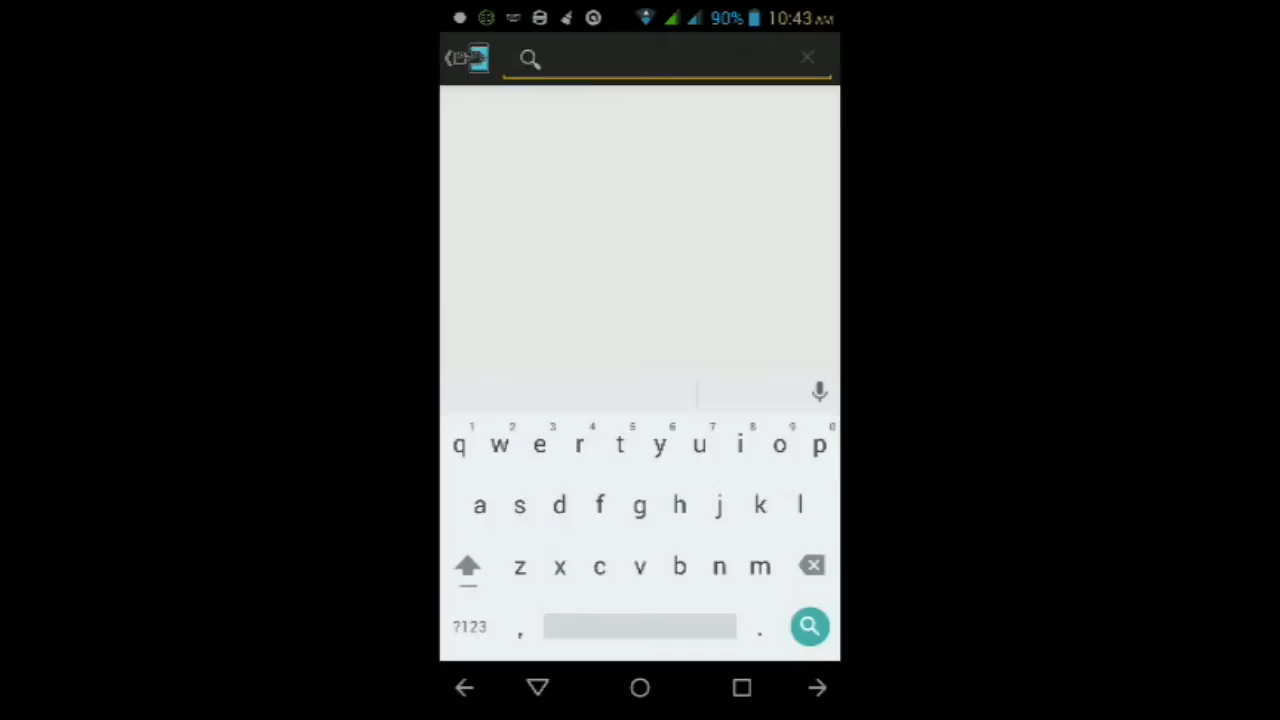 90% 10:43 AM
1 2 3 4 5 6 7 8 9 0
q w e r t y u i o p
a s d f g h j k l
z x c v b n m
?123 , .